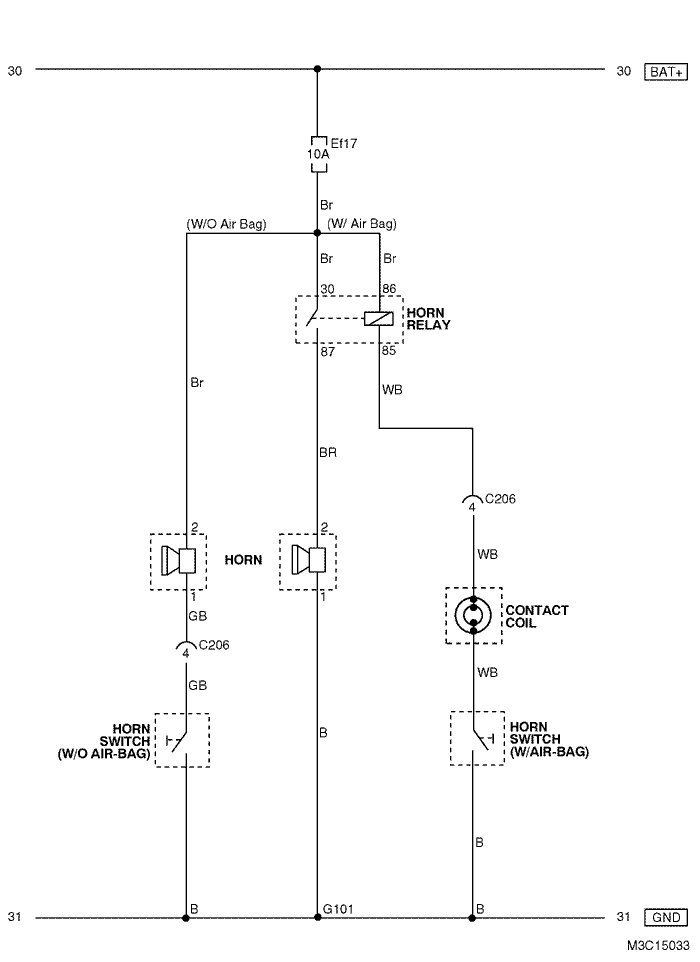 30
30 BAT+
Ef17
10A
Br
(W/O Air Bag)
(W/ Air Bag)
Br
Br
30
86
HORN
RELAY
87
85
Br
WB
BR
C206
4
2
2
WB
HORN
1
1
GB
CONTACT
COIL
C206
4
WB
GB
HORN
SWITCH
(W/O AIR-BAG)
B
HORN
SWITCH
(W/AIR-BAG)
B
31
B
G101
B
31 GND
M3C15033